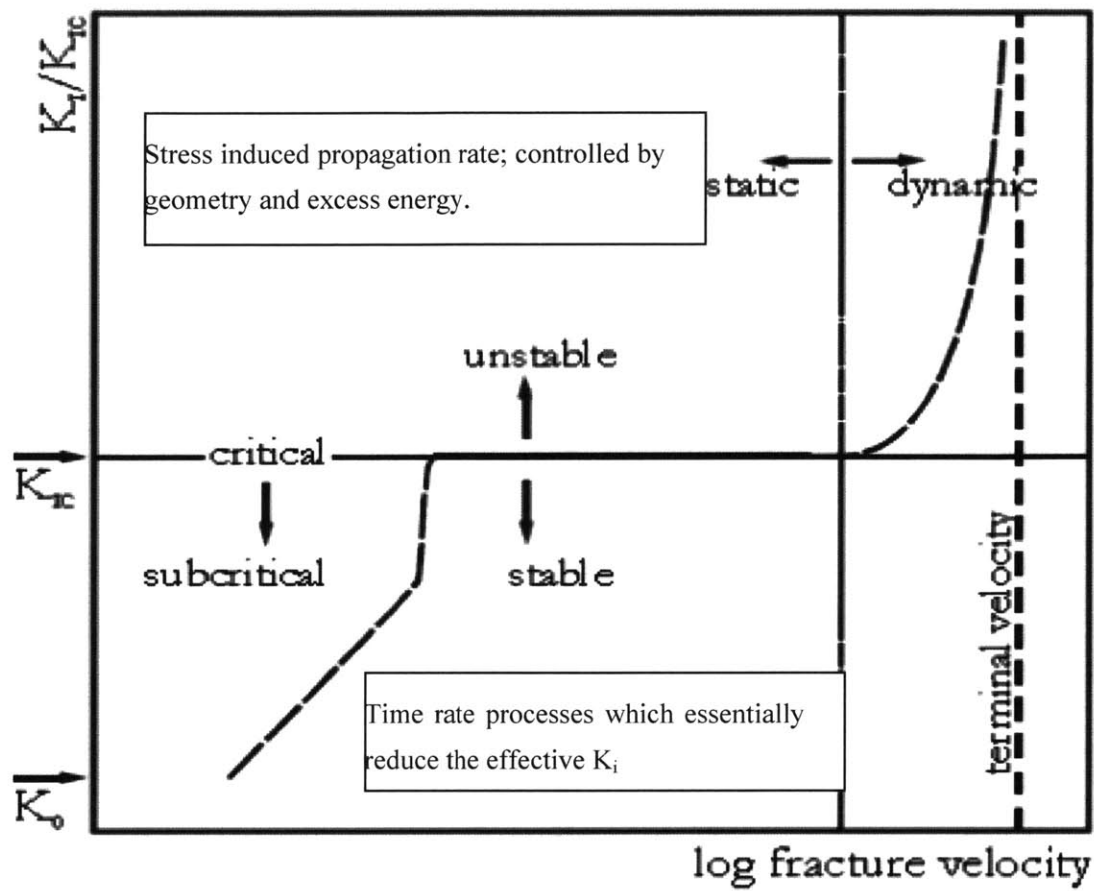 K_I/K_IC
Stress induced propagation rate; controlled by
geometry and excess energy.
static
dynamic
unstable
critical
K_IC
subcritical
stable
terminal velocity
Time rate processes which essentially
reduce the effective K_i
K_0
log fracture velocity